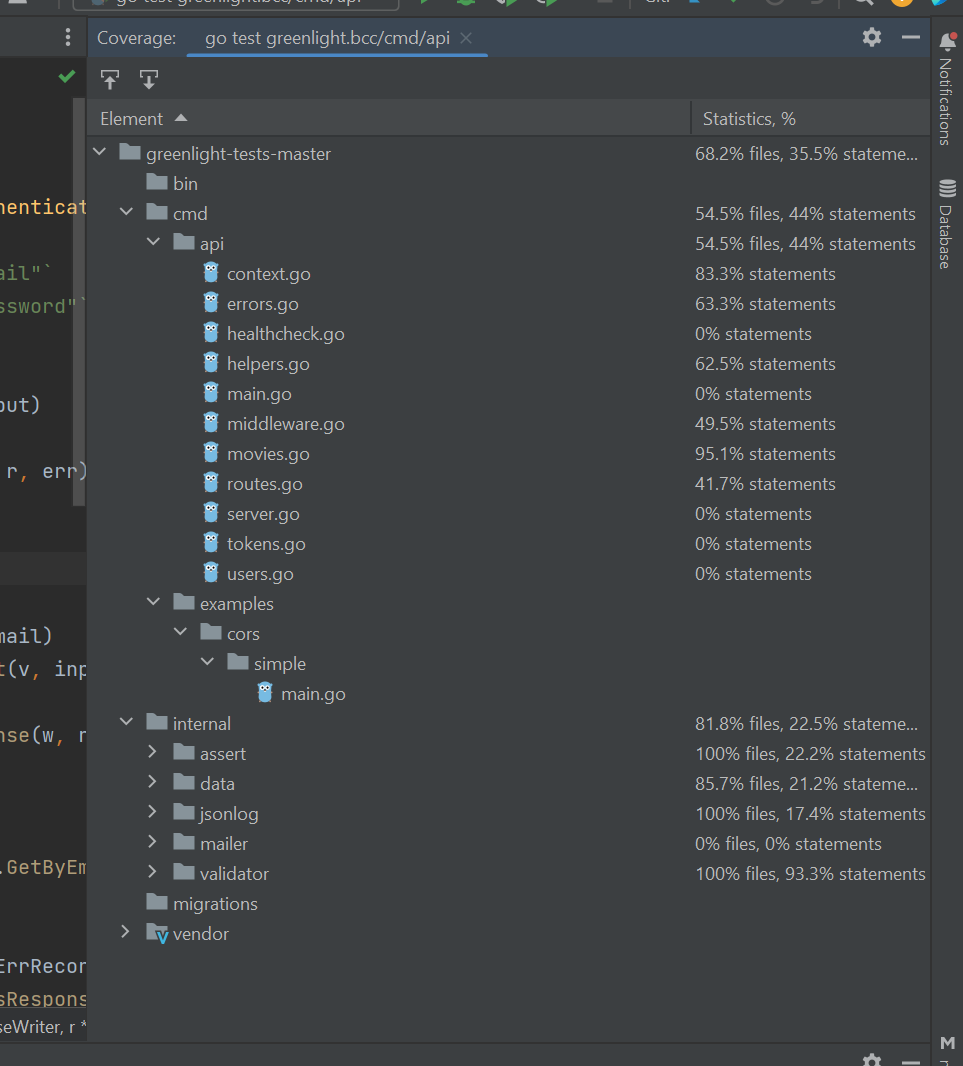 Coverage: go test greenlight.bcc/cmd/api
Element Statistics, %
greenlight-tests-master 68.2% files, 35.5% stateme...
bin
cmd 54.5% files, 44% statements
api 54.5% files, 44% statements
context.go 83.3% statements
errors.go 63.3% statements
healthcheck.go 0% statements
helpers.go 62.5% statements
main.go 0% statements
middleware.go 49.5% statements
movies.go 95.1% statements
routes.go 41.7% statements
server.go 0% statements
tokens.go 0% statements
users.go 0% statements
examples
cors
simple
main.go
internal 81.8% files, 22.5% stateme...
assert 100% files, 22.2% statements
data 85.7% files, 21.2% stateme...
jsonlog 100% files, 17.4% statements
mailer 0% files, 0% statements
validator 100% files, 93.3% statements
migrations
vendor
nenticat
ail"`
ssword"`
out)
r, err)
mail)
t(v, inp
nse(w, r
.GetByEm
ErrRecor
sRespons
seWriter, r *
Notifications
Database
M